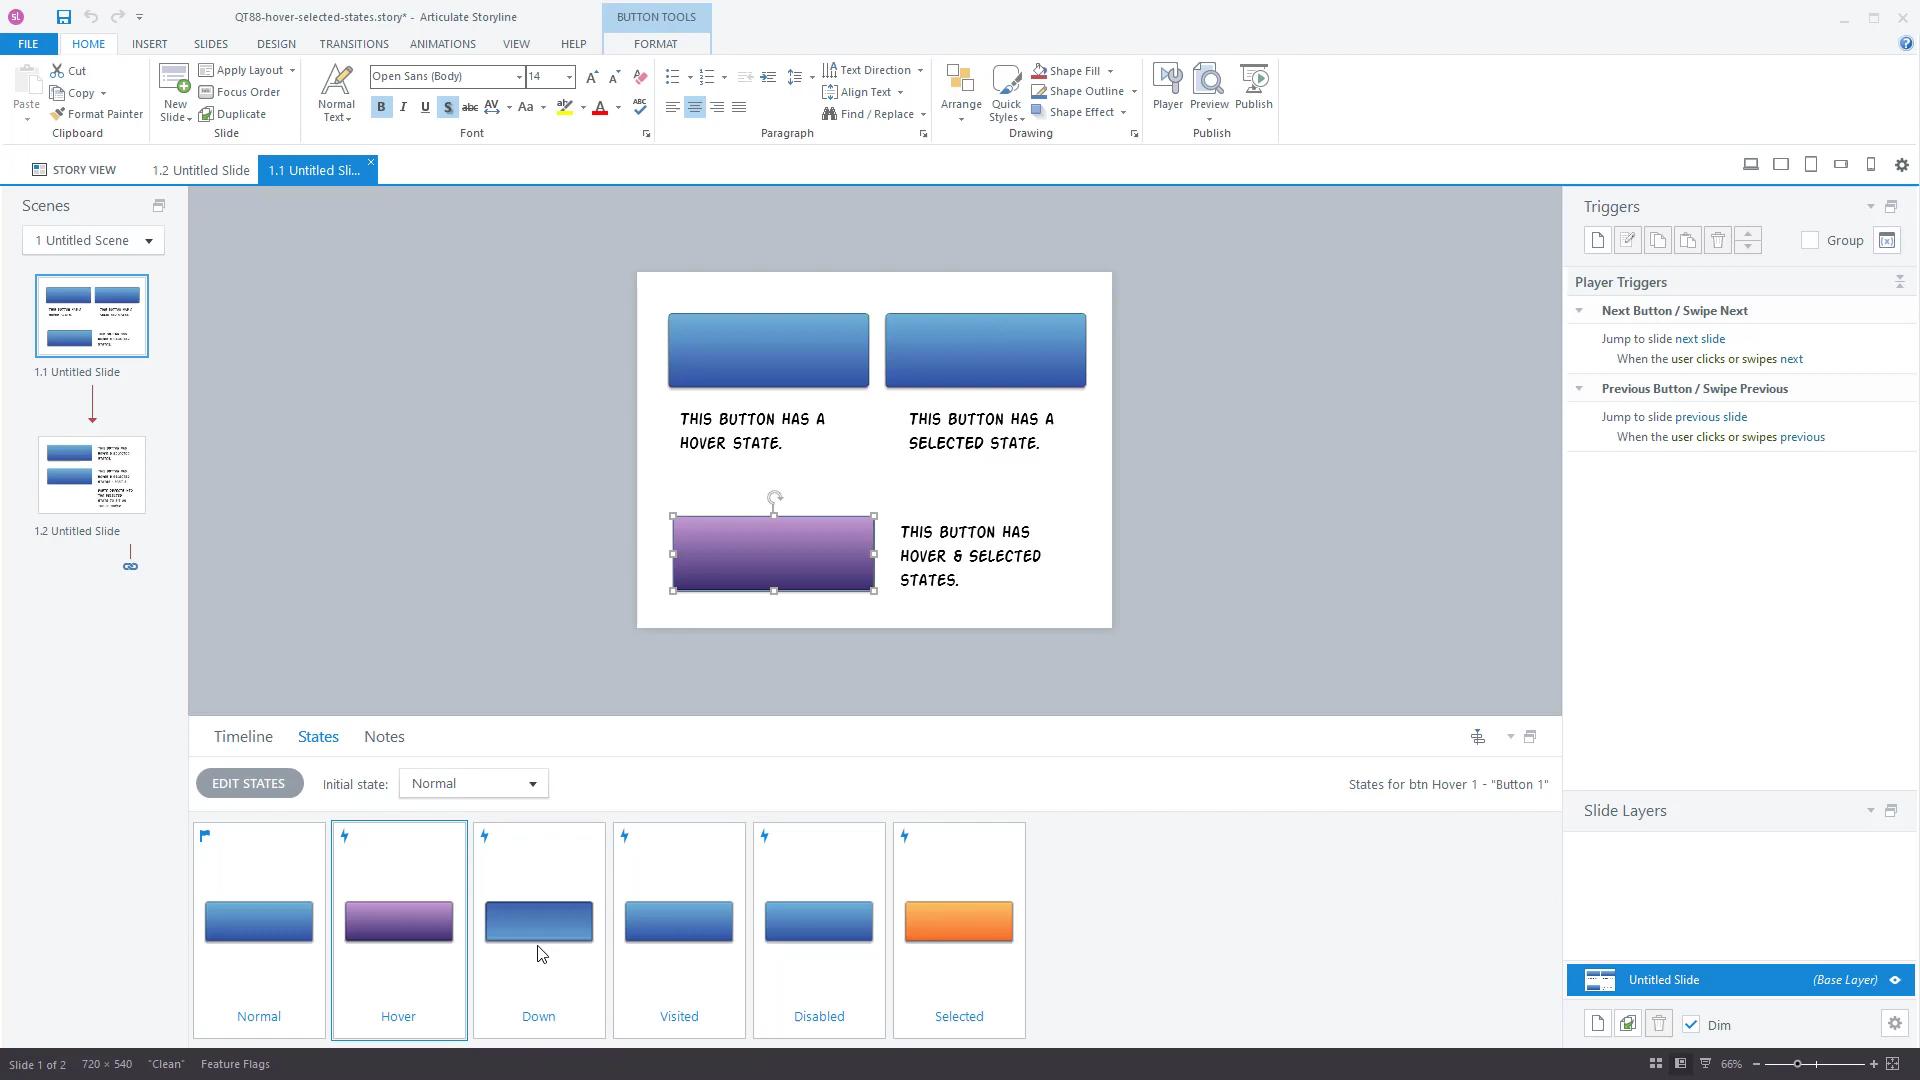 sl
QT88-hover-selected-states.story* - Articulate Storyline
BUTTON TOOLS
FILE
HOME
INSERT
SLIDES
DESIGN
TRANSITIONS
ANIMATIONS
VIEW
HELP
FORMAT
Paste
Cut
Copy
Format Painter
Clipboard
New
Slide
Apply Layout
Focus Order
Duplicate
Slide
Normal
Text
Open Sans (Body)
14
B I U S abc AV Aa A ABC
Font
Text Direction
Align Text
Find / Replace
Paragraph
Arrange
Quick
Styles
Shape Fill
Shape Outline
Shape Effect
Drawing
Player
Preview
Publish
Publish
STORY VIEW
1.2 Untitled Slide
1.1 Untitled Sli...
Scenes
1 Untitled Scene
1.1 Untitled Slide
1.2 Untitled Slide
THIS BUTTON HAS A
HOVER STATE.
THIS BUTTON HAS A
SELECTED STATE.
THIS BUTTON HAS
HOVER & SELECTED
STATES.
Triggers
Group
(x)
Player Triggers
Next Button / Swipe Next
Jump to slide next slide
When the user clicks or swipes next
Previous Button / Swipe Previous
Jump to slide previous slide
When the user clicks or swipes previous
Timeline
States
Notes
EDIT STATES
Initial state:
Normal
States for btn Hover 1 - "Button 1"
Normal
Hover
Down
Visited
Disabled
Selected
Slide Layers
Untitled Slide
(Base Layer)
Dim
Slide 1 of 2
720 × 540
"Clean"
Feature Flags
66%